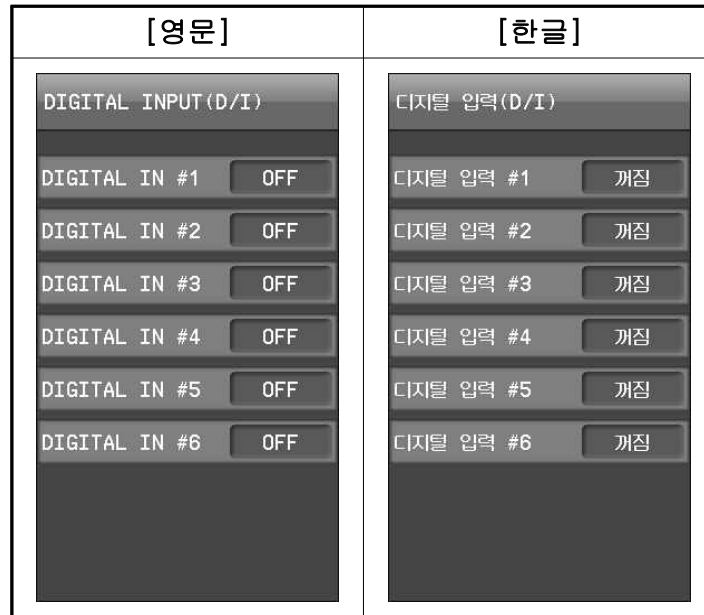 [영문]
[한글]
DIGITAL INPUT(D/I)
DIGITAL IN #1 OFF
DIGITAL IN #2 OFF
DIGITAL IN #3 OFF
DIGITAL IN #4 OFF
DIGITAL IN #5 OFF
DIGITAL IN #6 OFF
디지털 입력(D/I)
디지털 입력 #1 꺼짐
디지털 입력 #2 꺼짐
디지털 입력 #3 꺼짐
디지털 입력 #4 꺼짐
디지털 입력 #5 꺼짐
디지털 입력 #6 꺼짐